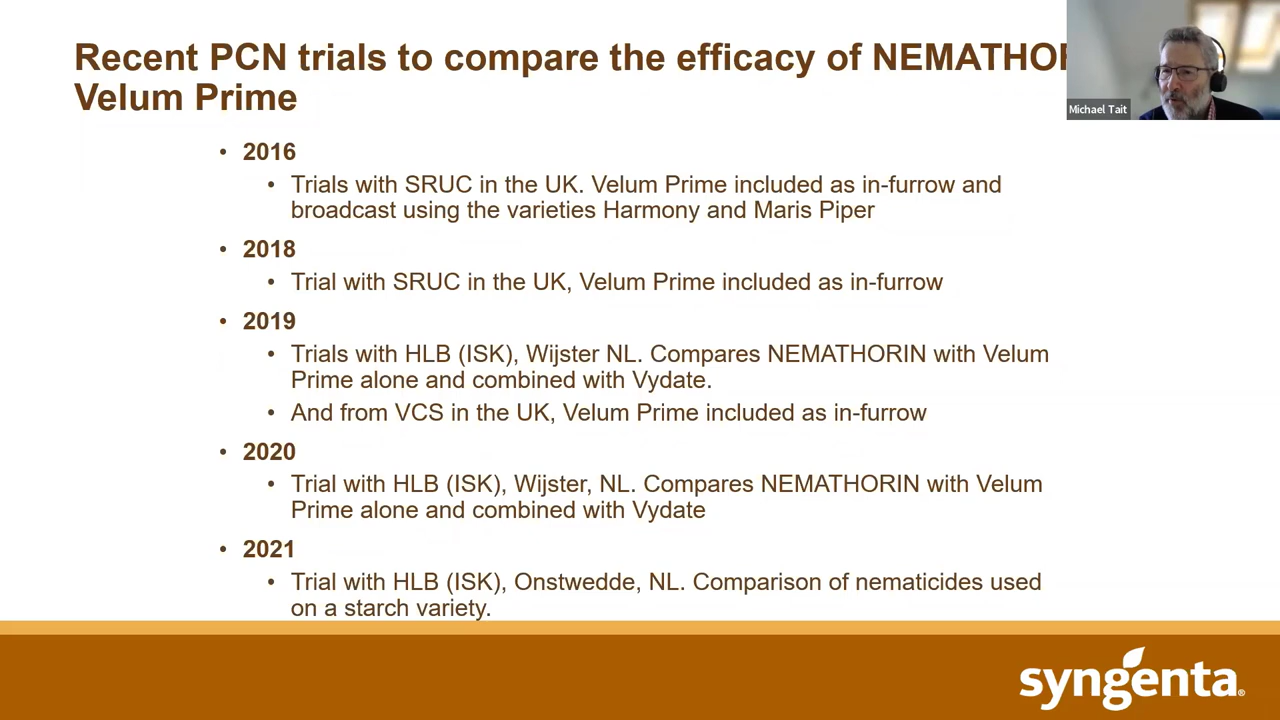 Recent PCN trials to compare the efficacy of NEMATHOR
Velum Prime
Michael Tait
• 2016
• Trials with SRUC in the UK. Velum Prime included as in-furrow and
broadcast using the varieties Harmony and Maris Piper
• 2018
• Trial with SRUC in the UK, Velum Prime included as in-furrow
• 2019
• Trials with HLB (ISK), Wijster NL. Compares NEMATHORIN with Velum
Prime alone and combined with Vydate.
• And from VCS in the UK, Velum Prime included as in-furrow
• 2020
• Trial with HLB (ISK), Wijster, NL. Compares NEMATHORIN with Velum
Prime alone and combined with Vydate
• 2021
• Trial with HLB (ISK), Onstwedde, NL. Comparison of nematicides used
on a starch variety.
syngenta®